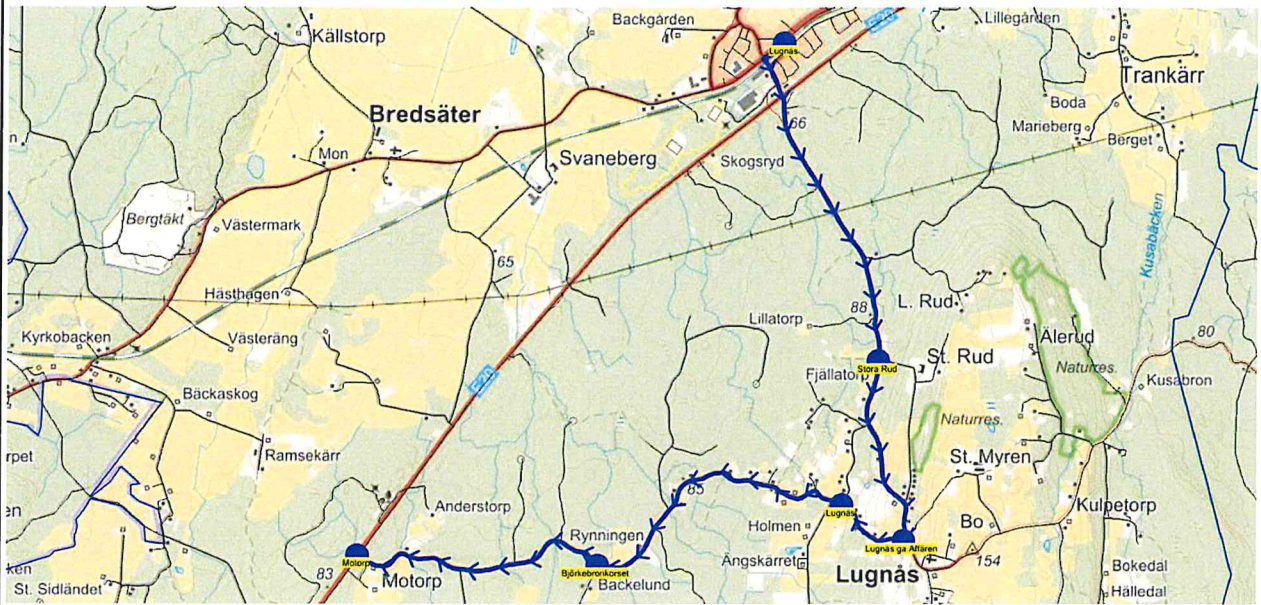 Backgården
Lillegården
Källstorp
Lugnås
Trankärr
Boda
Bredsäter
66
Marieberg
Berget
Mon
Svaneberg
Skogsryd
Bergtäkt
Västermark
Kusabäcken
65
Hästhagen
L. Rud
88
Lillatorp
Kyrkobacken
Västeräng
80
Älerud
St. Rud
Stora Rud
Naturres.
Fjällatorp
Kusabron
Bäckaskog
Naturres.
Ramsekärr
St. Myren
85
Anderstorp
Kulpetorp
Lugnås
Holmen
Bo
Rynningen
Lugnås ga Affären
Motorp
Björkebronkorset
Ängskärret
154
83
Motorp
Backelund
Lugnås
Bokedal
St. Sidländet
Hälledal